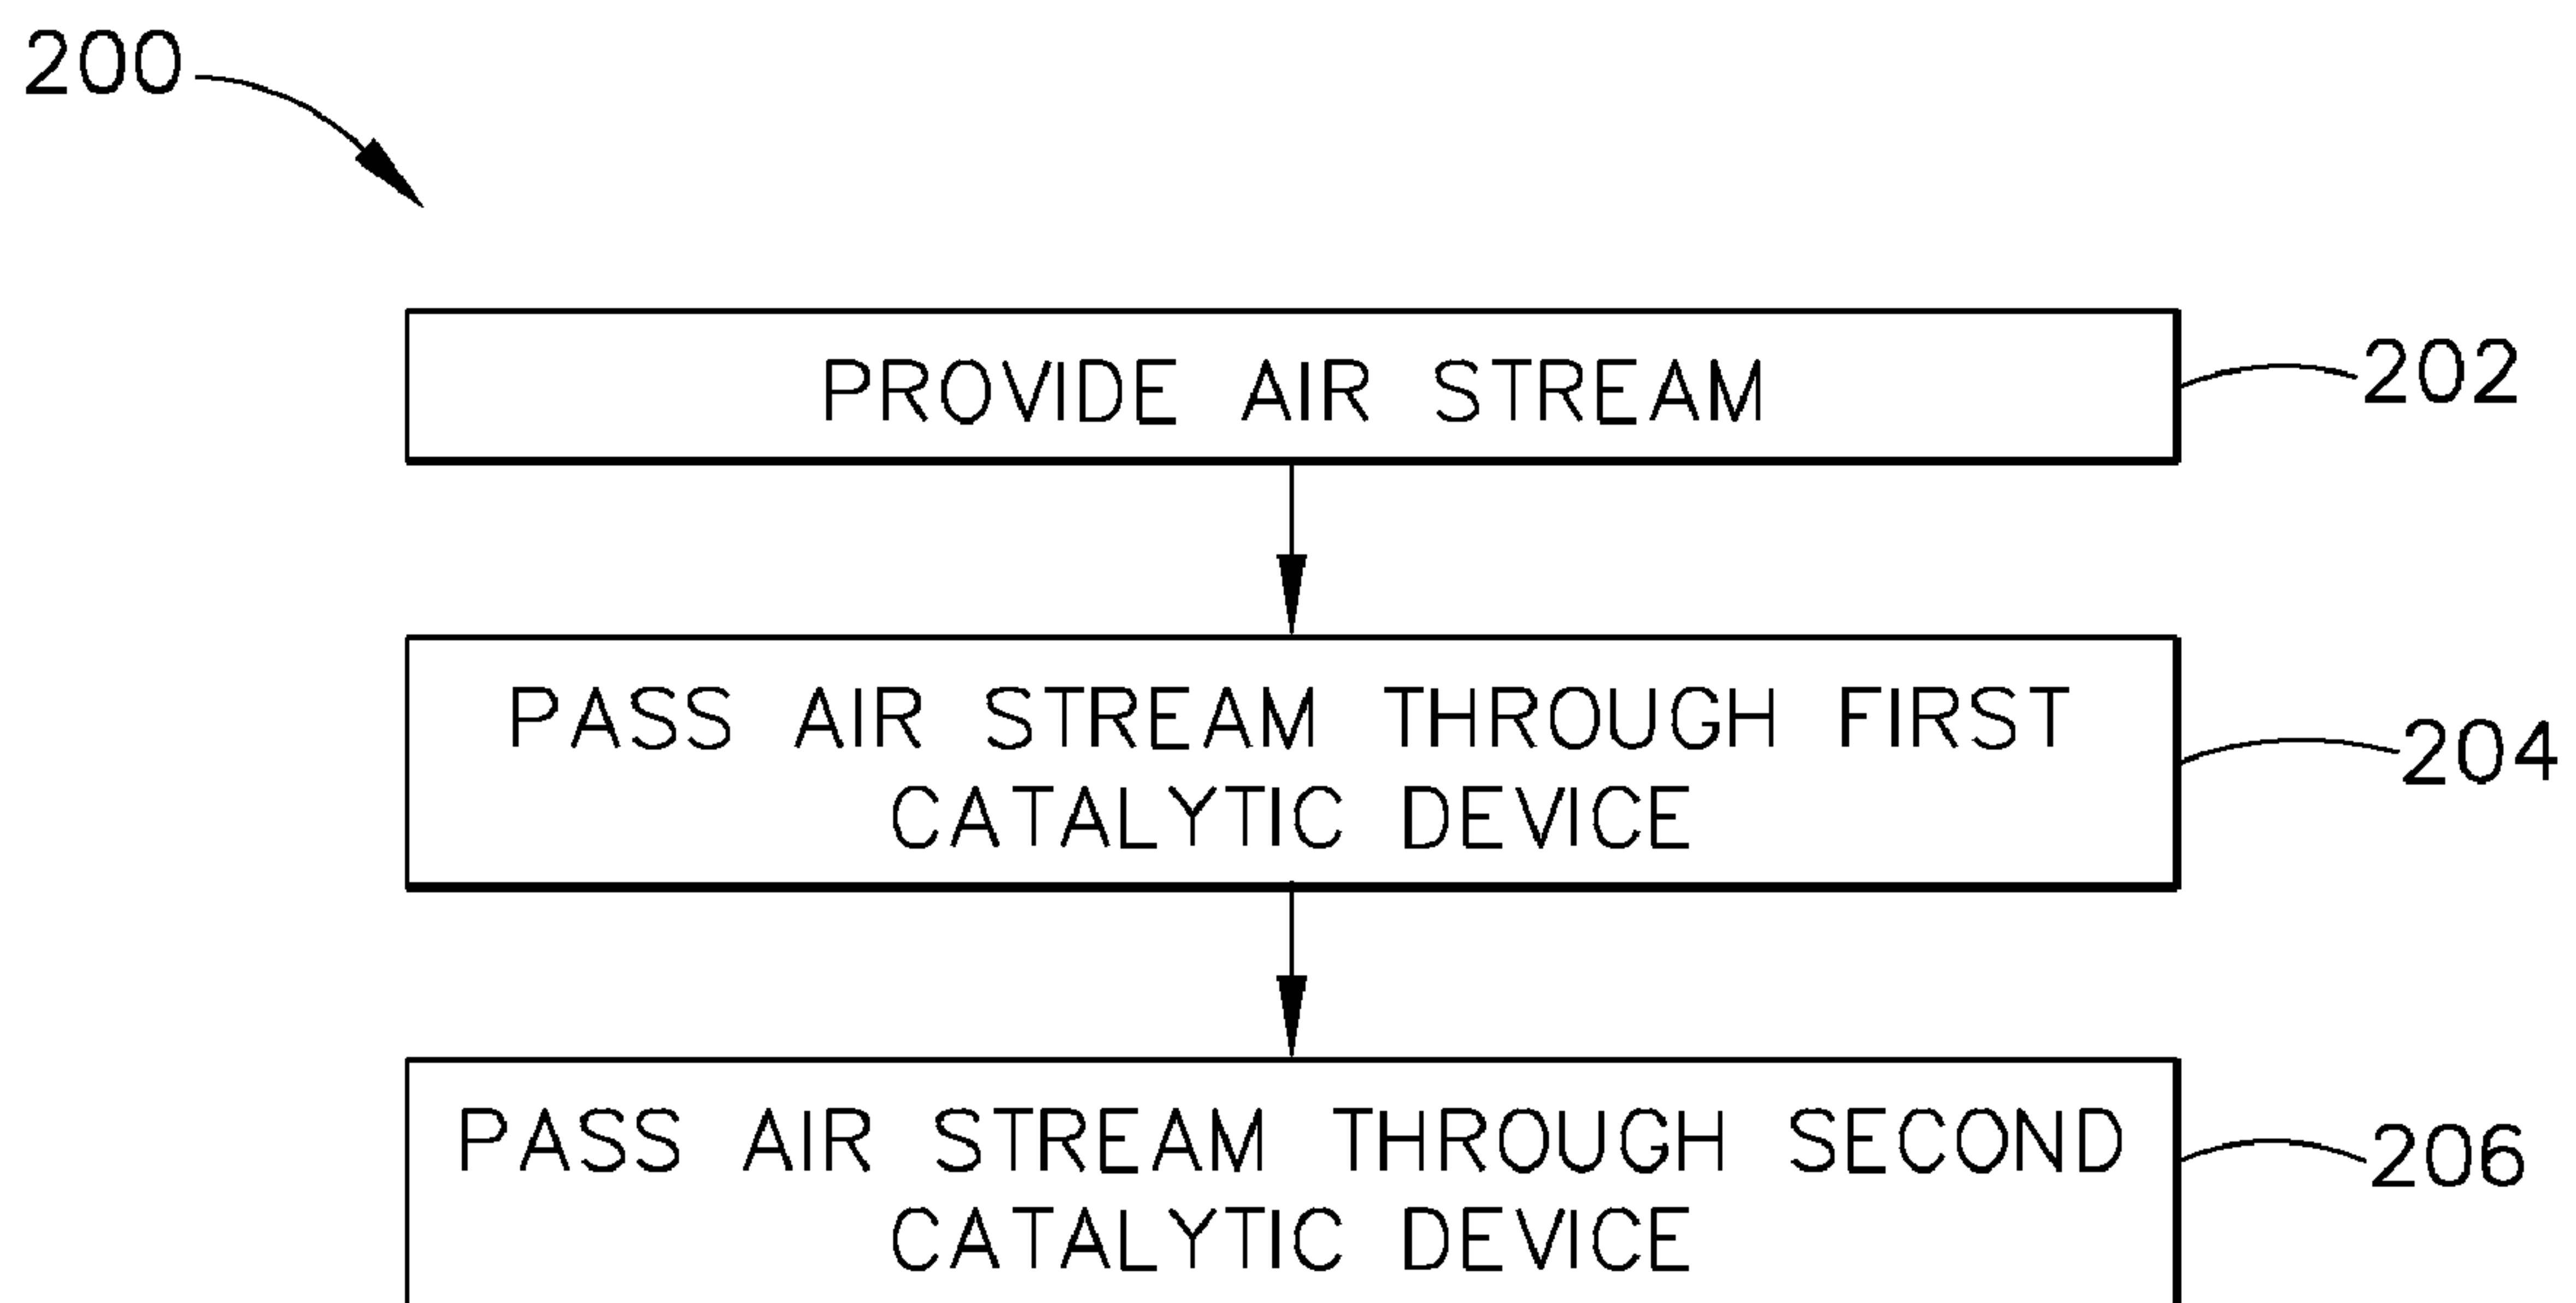 200
PROVIDE AIR STREAM
202
PASS AIR STREAM THROUGH FIRST
CATALYTIC DEVICE
204
PASS AIR STREAM THROUGH SECOND
CATALYTIC DEVICE
206